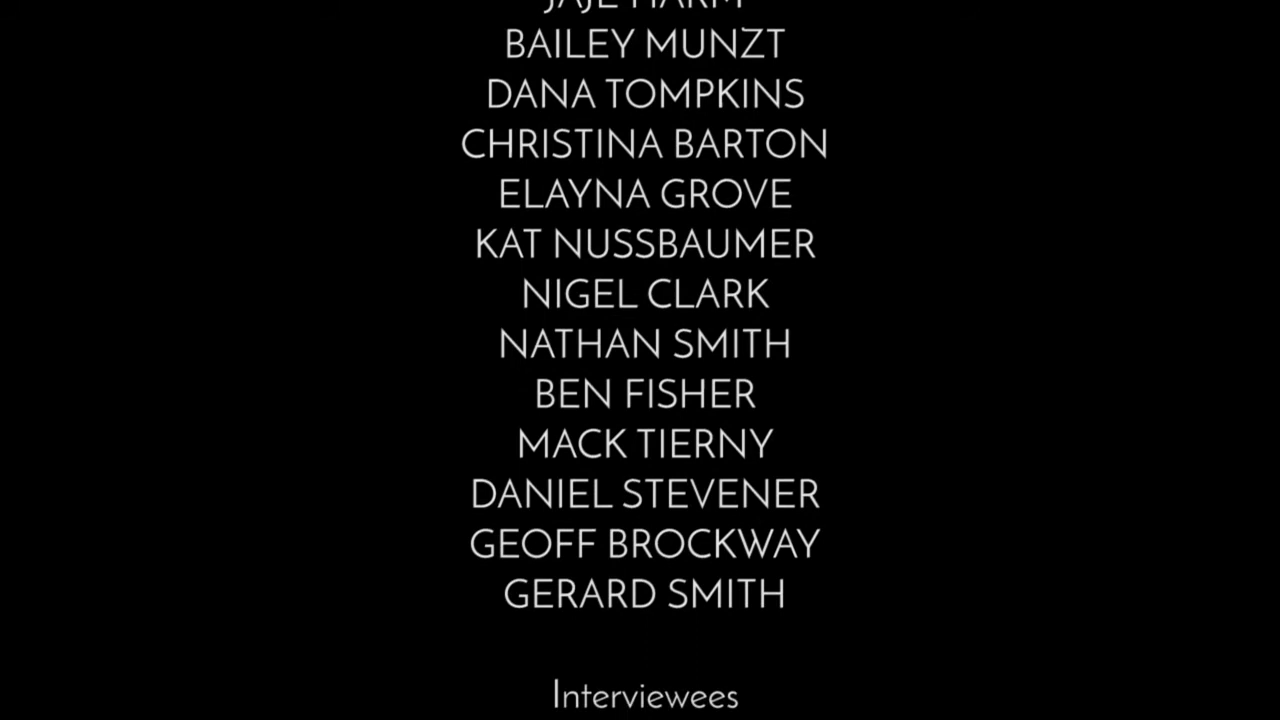 BAILEY MUNZT
DANA TOMPKINS
CHRISTINA BARTON
ELAYNA GROVE
KAT NUSSBAUMER
NIGEL CLARK
NATHAN SMITH
BEN FISHER
MACK TIERNY
DANIEL STEVENER
GEOFF BROCKWAY
GERARD SMITH
Interviewees